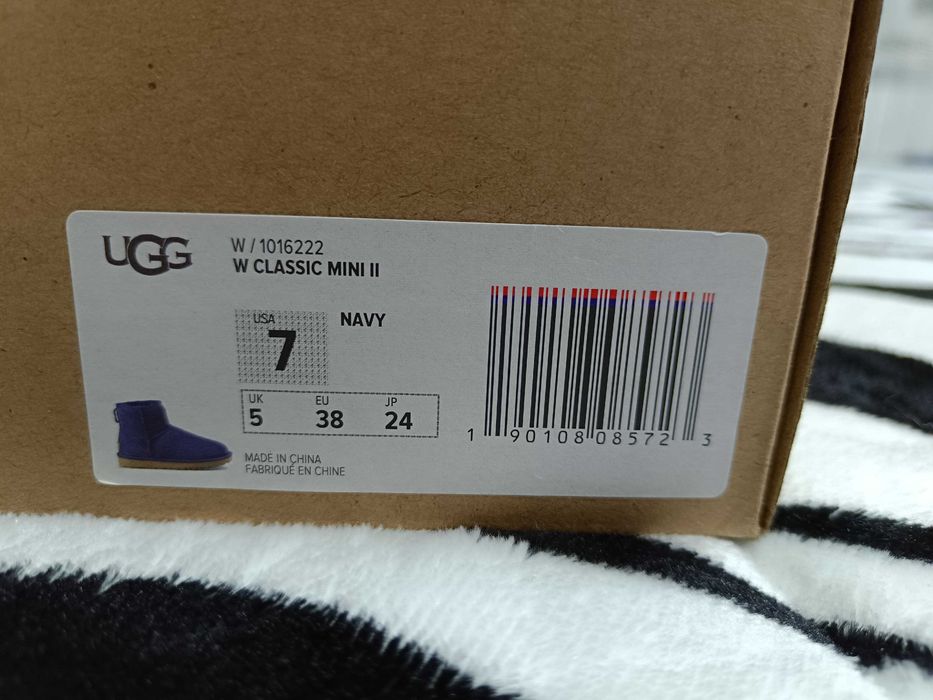 UGG
W / 1016222
W CLASSIC MINI II
USA
7
NAVY
UK EU JP
5 38 24
MADE IN CHINA
FABRIQUÉ EN CHINE
1 90108 08572 3